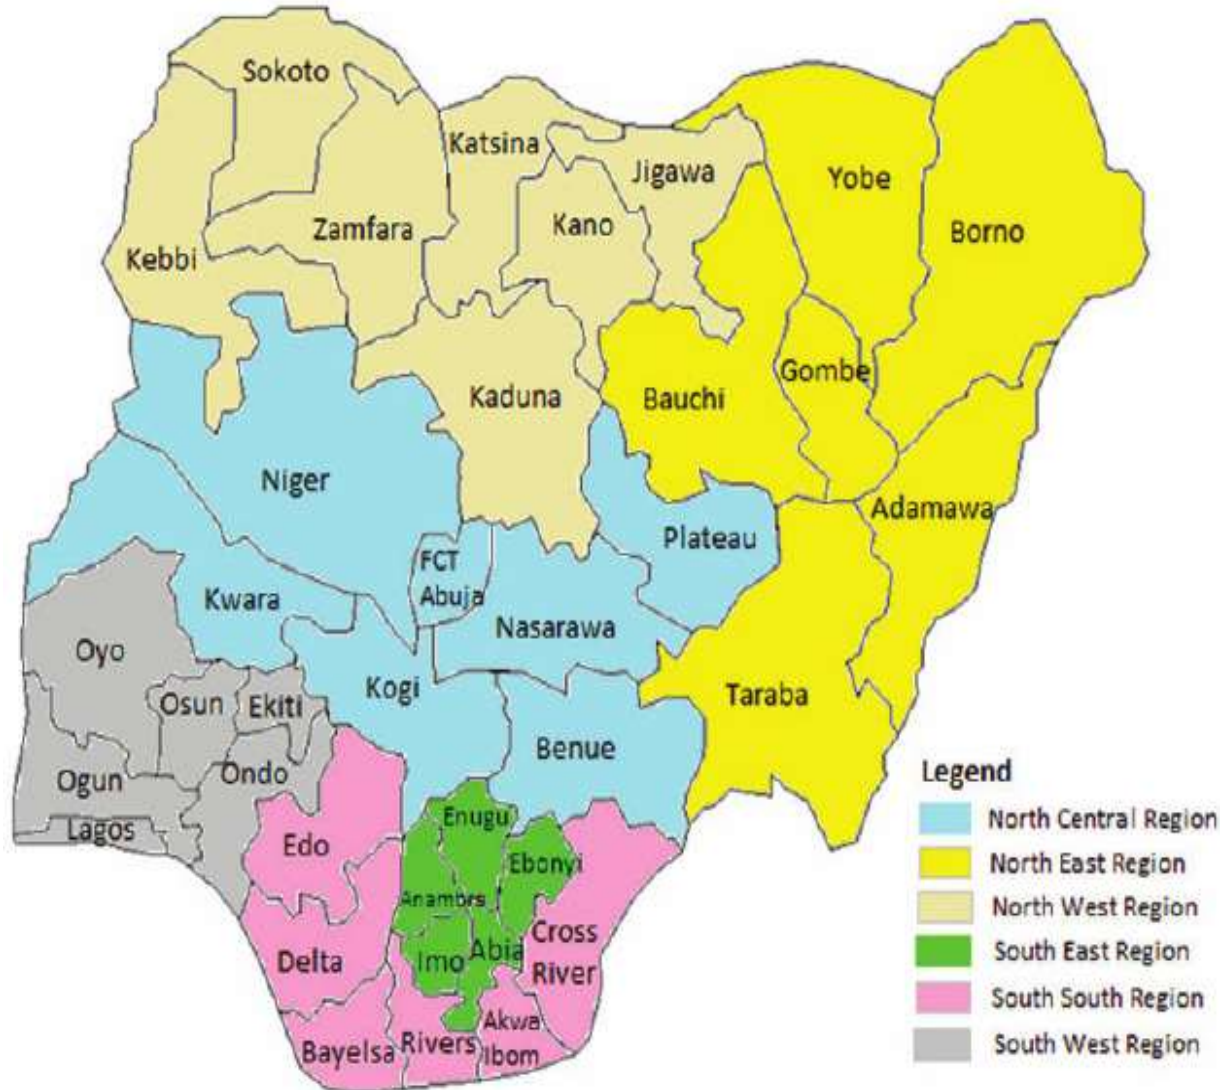 Sokoto
Katsina
Jigawa
Yobe
Kano
Zamfara
Borno
Kebbi
Gombe
Kaduna
Bauchi
Niger
Adamawa
Plateau
FCT
Abuja
Kwara
Nasarawa
Oyo
Kogi
Taraba
Osun
Ekiti
Benue
Ogun
Ondo
Lagos
Enugu
Edo
Ebonyi
Anambrs
Cross
River
Delta
Imo
Abia
Akwa
Ibom
Bayelsa
Rivers
Legend
North Central Region
North East Region
North West Region
South East Region
South South Region
South West Region